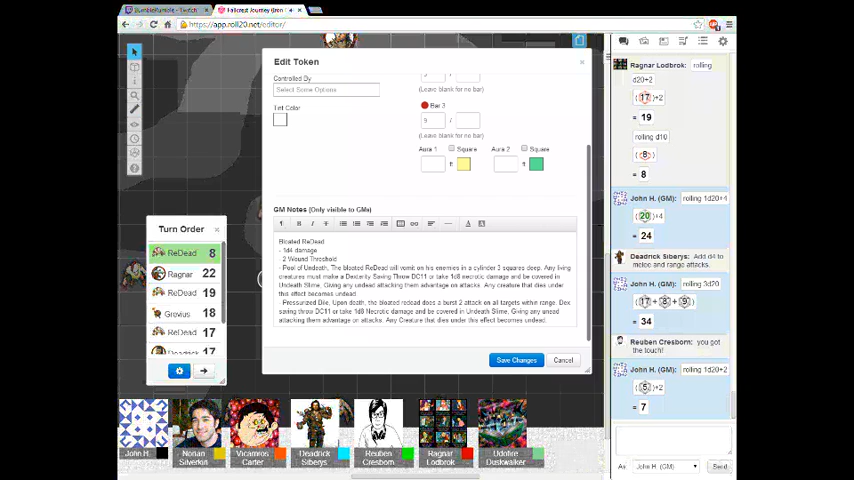 BumbleRumble - Twitch
Fallcrest Journey (Iron
https://app.roll20.net/editor/
Edit Token
Controlled By
Select Some Options
Tint Color
(Leave blank for no bar)
Bar 3
9 /
(Leave blank for no bar)
Aura 1 Square Aura 2 Square
ft ft
GM Notes (Only visible to GMs)
Bloated ReDead
- 1d4 damage
- 2 Wound Threshold
- Pool of Undeath, The bloated ReDead will vomit on his enemies in a cylinder 3 squares deep. Any living
creatures must make a Dexterity Saving Throw DC11 or take 1d8 necrotic damage and be covered in
Undeath Slime, Giving any undead attacking them advantage on attacks. Any creature that dies under
this effect becomes undead.
- Pressurized Dile, Upon death, the bloated redead does a burst 2 attack on all targets within range. Dex
saving throw DC11 or take 1d8 Necrotic damage and be covered in Undeath Slime, Giving any undead
attacking them advantage on attacks. Any Creature that dies under this effect becomes undead.
Save Changes
Cancel
Turn Order
ReDead 8
Ragnar 22
ReDead 19
Grevius 18
ReDead 17
Deadrick 17
Ragnar Lodbrok: rolling
d20+2
(17)+2
= 19
rolling d10
(8)
= 8
John H. (GM): rolling 1d20+4
(20)+4
= 24
Deadrick Siberys: Add d4 to
melee and range attacks.
John H. (GM): rolling 3d20
(17+8+9)
= 34
Reuben Cresborn: you got
the touch!
John H. (GM): rolling 1d20+2
(5)+2
= 7
As: John H. (GM)
Send
John H.
Norian
Silverkin
Vicamros
Carter
Deadrick
Siberys
Reuben
Cresborn
Ragnar
Lodbrok
Udofire
Duskwalker